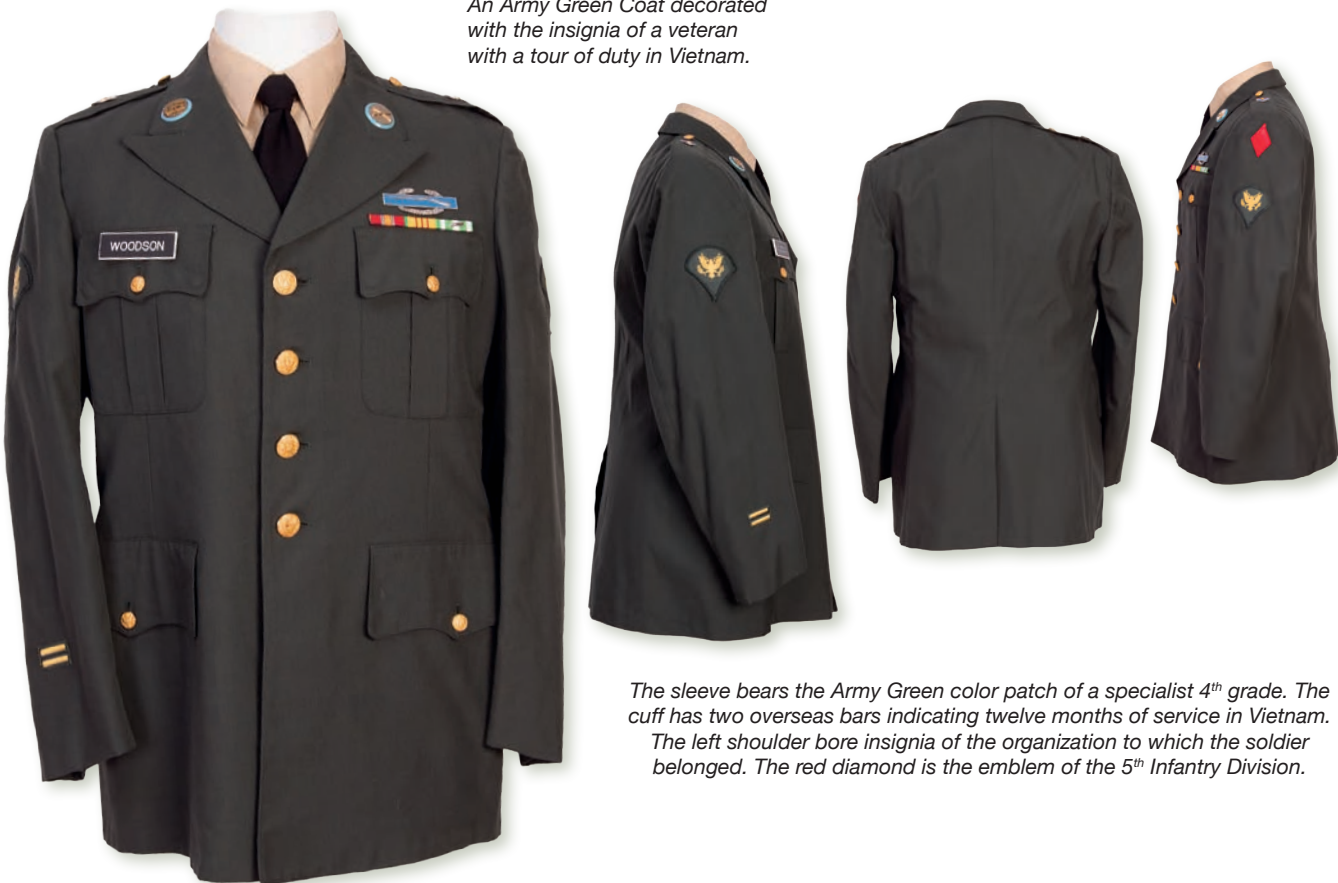 An Army Green Coat decorated
with the insignia of a veteran
with a tour of duty in Vietnam.
WOODSON
The sleeve bears the Army Green color patch of a specialist 4th grade. The
cuff has two overseas bars indicating twelve months of service in Vietnam.
The left shoulder bore insignia of the organization to which the soldier
belonged. The red diamond is the emblem of the 5th Infantry Division.